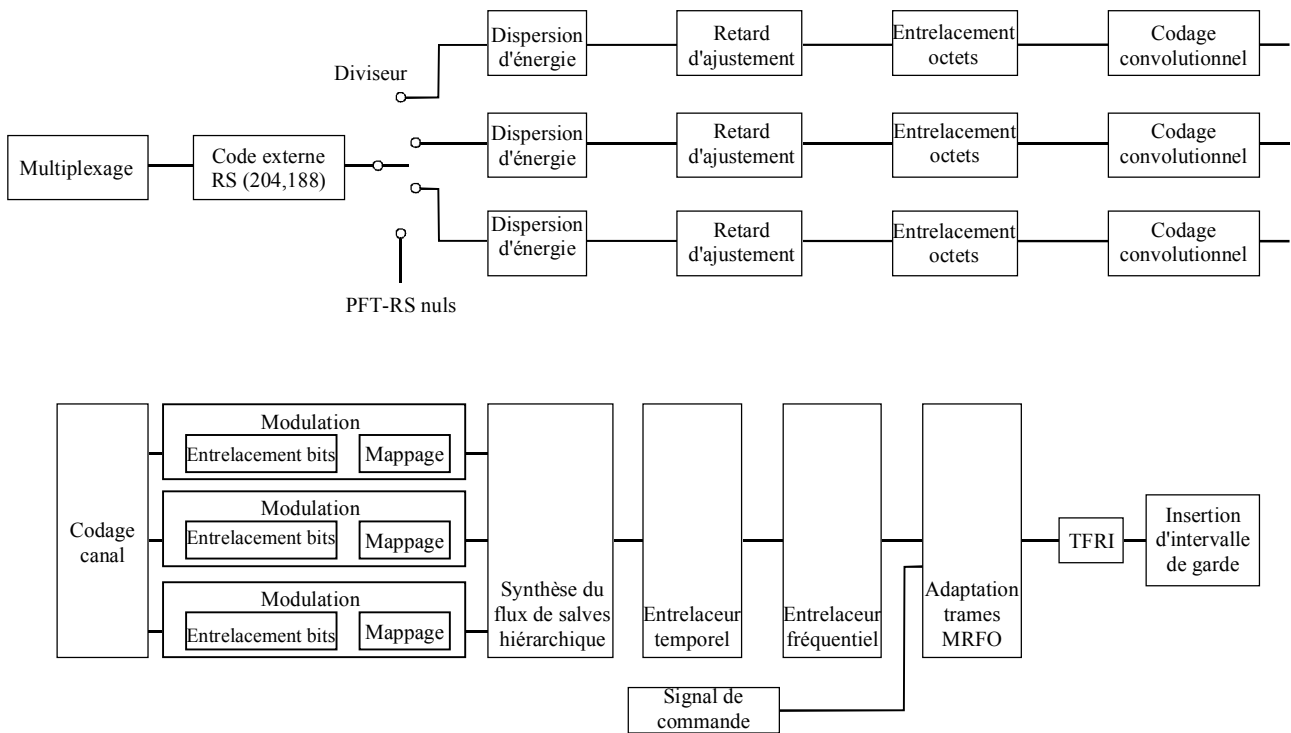 Dispersion
d'énergie
Retard
d'ajustement
Entrelacement
octets
Codage
convolutionnel
Diviseur
Multiplexage
Code externe
RS (204,188)
Dispersion
d'énergie
Retard
d'ajustement
Entrelacement
octets
Codage
convolutionnel
Dispersion
d'énergie
Retard
d'ajustement
Entrelacement
octets
Codage
convolutionnel
PFT-RS nuls
Codage
canal
Modulation
Entrelacement bits
Mappage
Modulation
Entrelacement bits
Mappage
Modulation
Entrelacement bits
Mappage
Synthèse du
flux de salves
hiérarchique
Entrelaceur
temporel
Entrelaceur
fréquentiel
Adaptation
trames
MRFO
TFRI
Insertion
d'intervalle
de garde
Signal de
commande